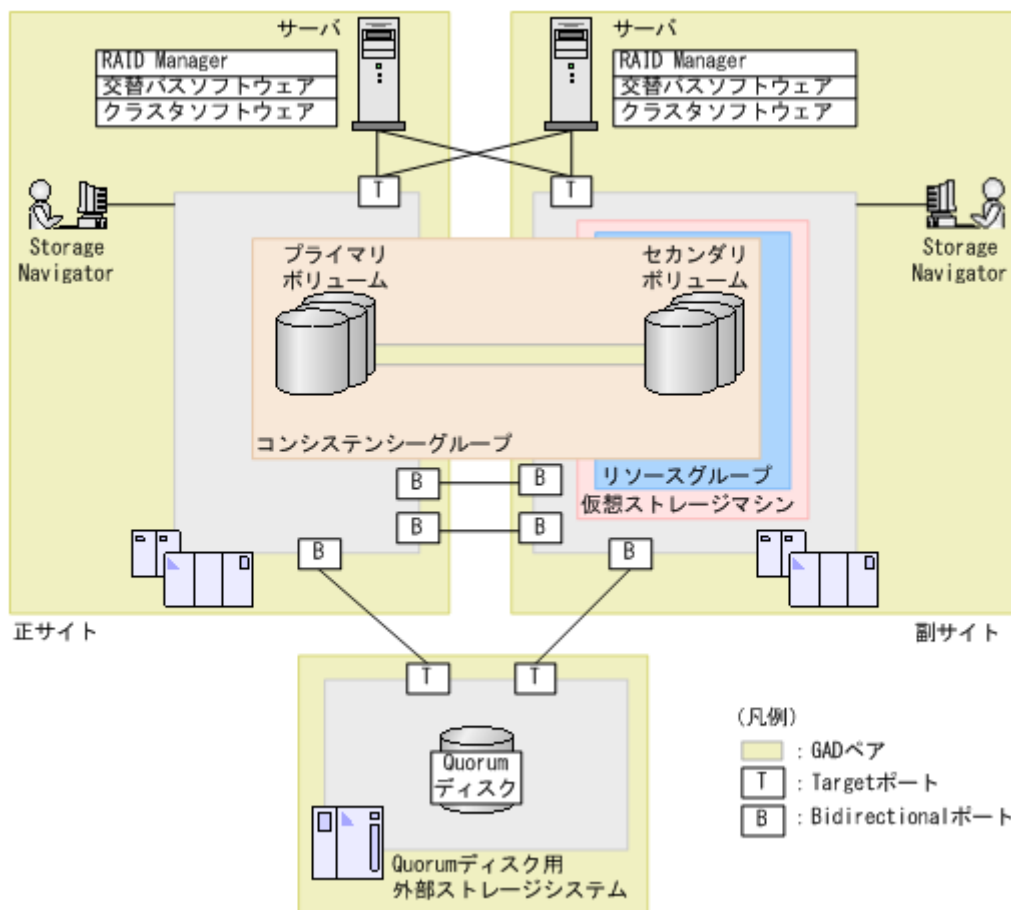 サーバ
RAID Manager
交替パスソフトウェア
クラスタソフトウェア
サーバ
RAID Manager
交替パスソフトウェア
クラスタソフトウェア
T
T
Storage
Navigator
Storage
Navigator
プライマリ
ボリューム
セカンダリ
ボリューム
コンシステンシーグループ
リソースグループ
仮想ストレージマシン
B
B
B
B
B
B
正サイト
副サイト
T
T
Quorum
ディスク
Quorumディスク用
外部ストレージシステム
(凡例)
: GADペア
T : Targetポート
B : Bidirectionalポート